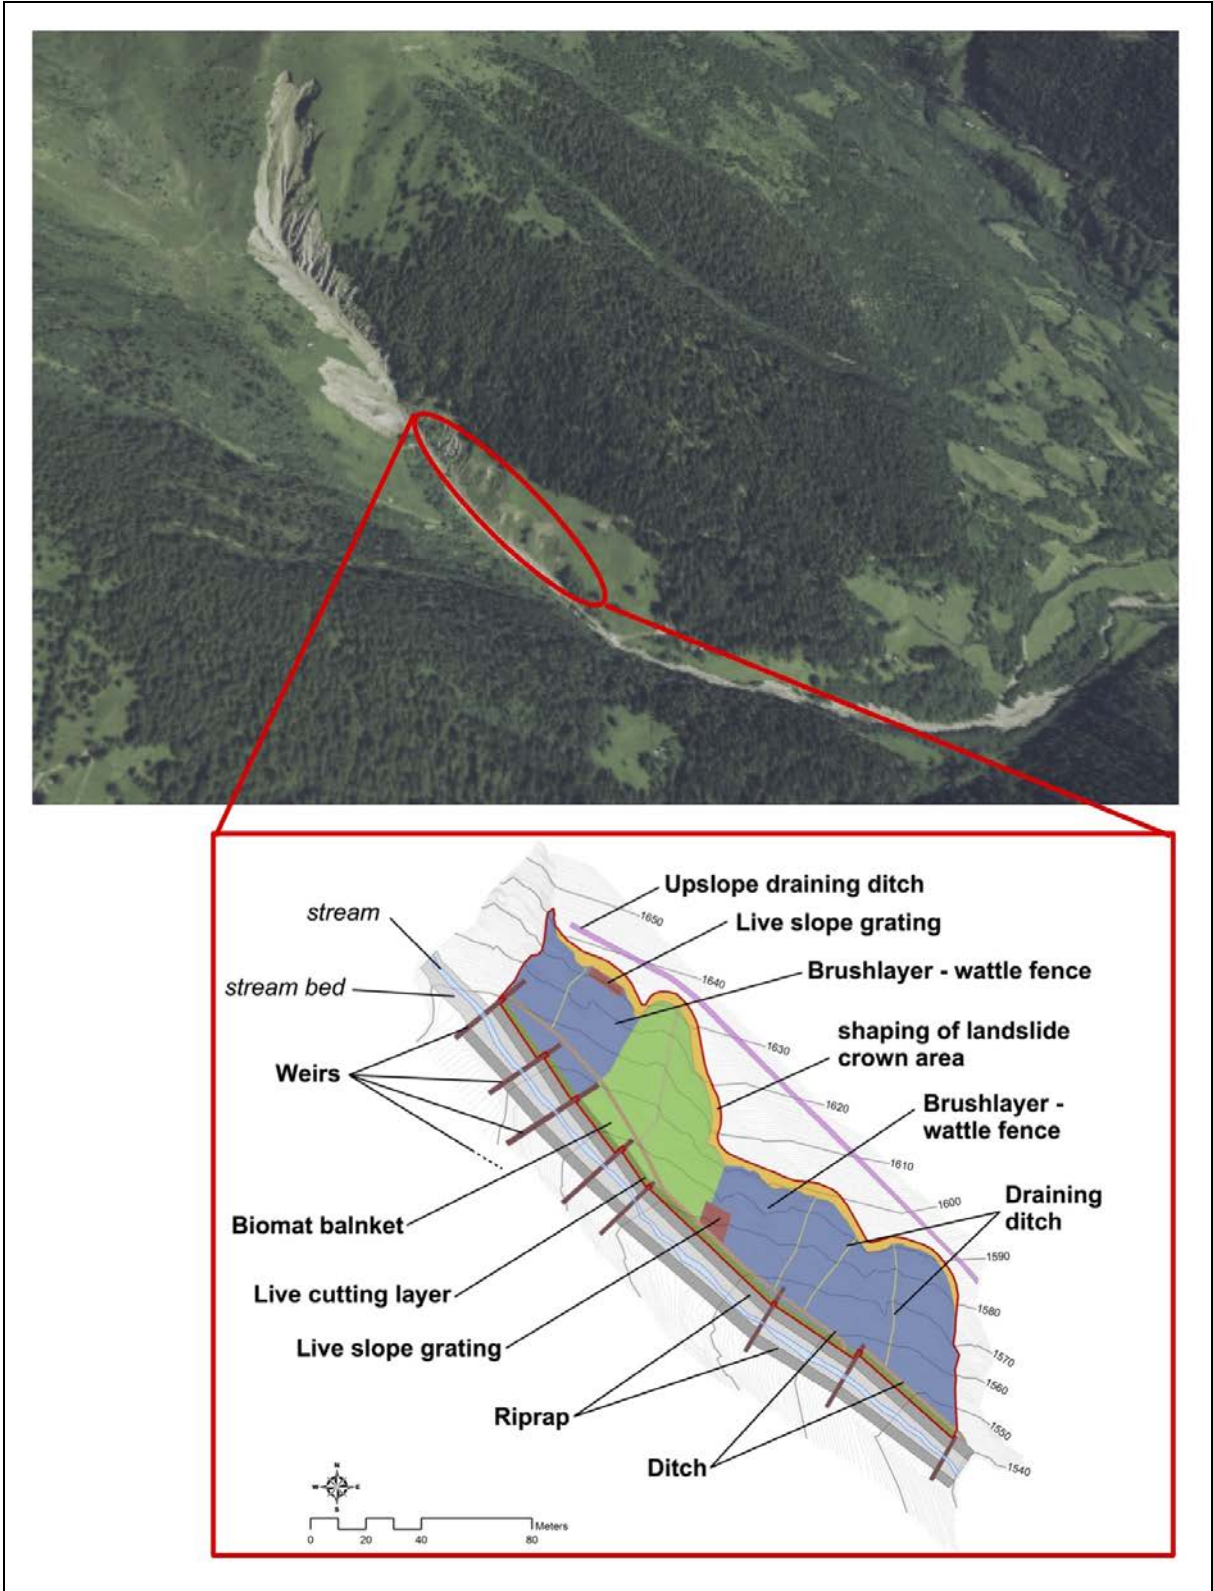 Upslope draining ditch
stream
Live slope grating
1650
Brushlayer - wattle fence
1640
stream bed
shaping of landslide
crown area
1630
Weirs
1620
Brushlayer -
wattle fence
1610
1600
Draining
ditch
Biomat balnket
1590
Live cutting layer
1580
Live slope grating
1570
1560
Riprap
1550
Ditch
1540
N
W E
S
Meters
0 20 40 80